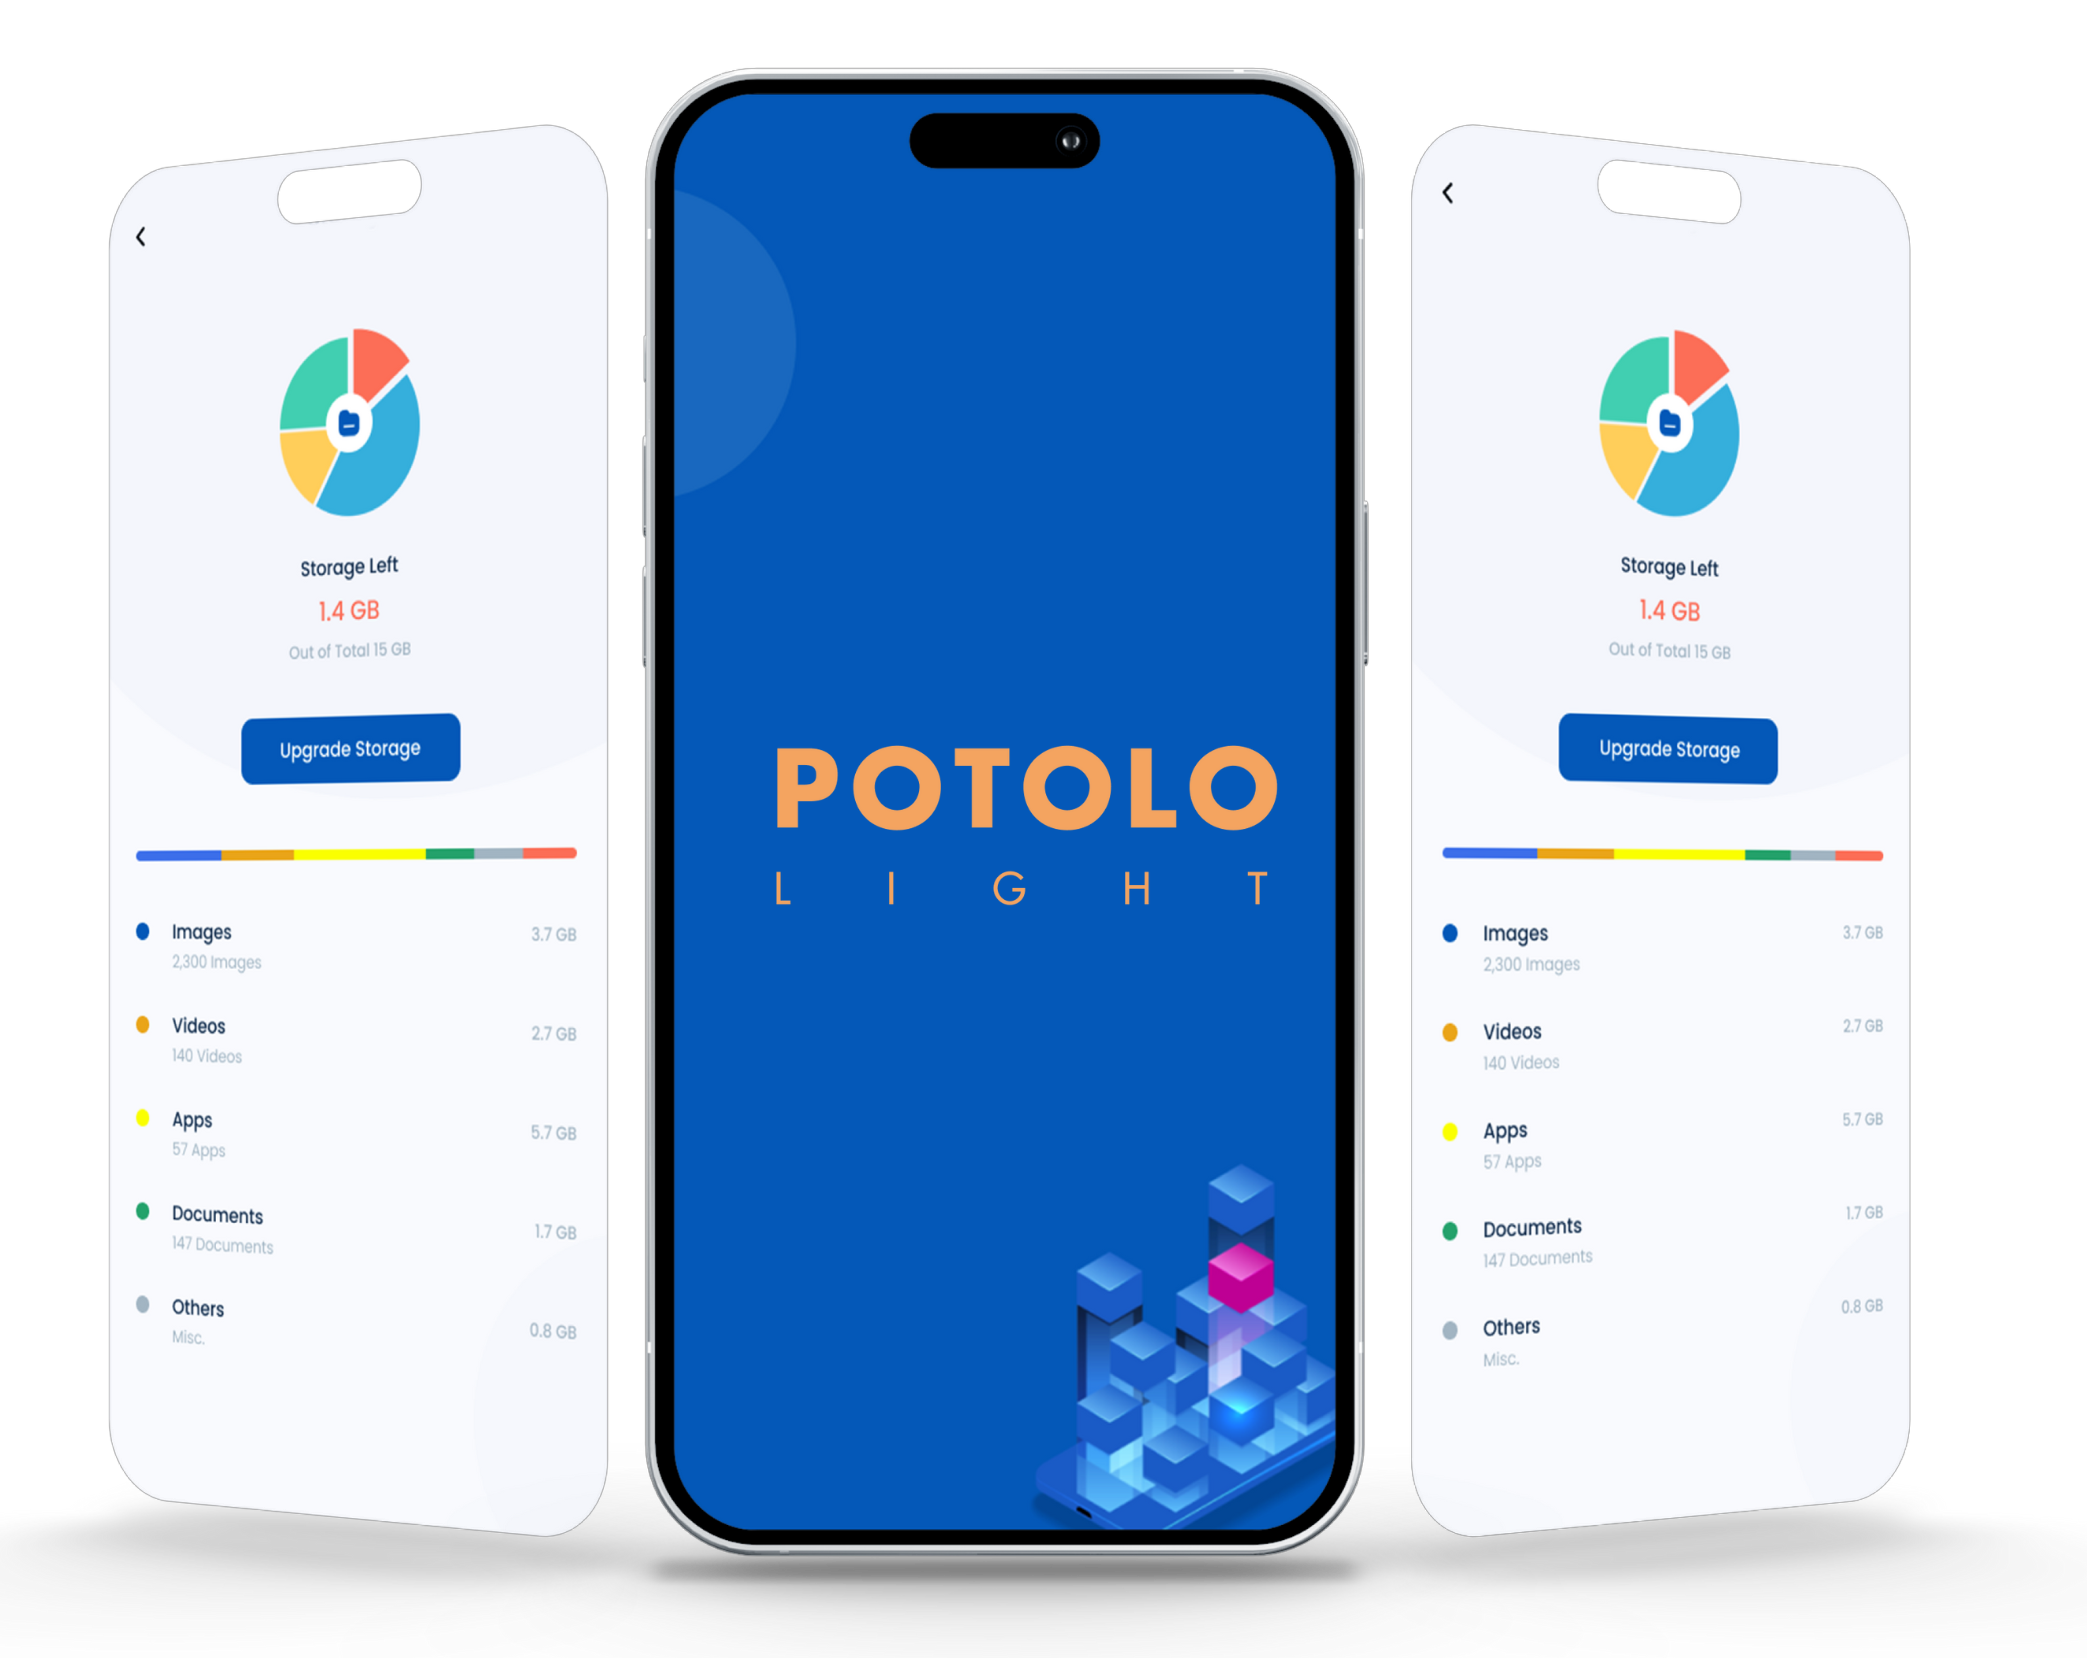 Storage Left
1.4 GB
Out of Total 15 GB
Upgrade Storage
Images
2,300 Images
3.7 GB
Videos
140 Videos
2.7 GB
Apps
57 Apps
5.7 GB
Documents
147 Documents
1.7 GB
Others
Misc.
0.8 GB
POTOLO
LIGHT
Storage Left
1.4 GB
Out of Total 15 GB
Upgrade Storage
Images
2,300 Images
3.7 GB
Videos
140 Videos
2.7 GB
Apps
57 Apps
5.7 GB
Documents
147 Documents
1.7 GB
Others
Misc.
0.8 GB